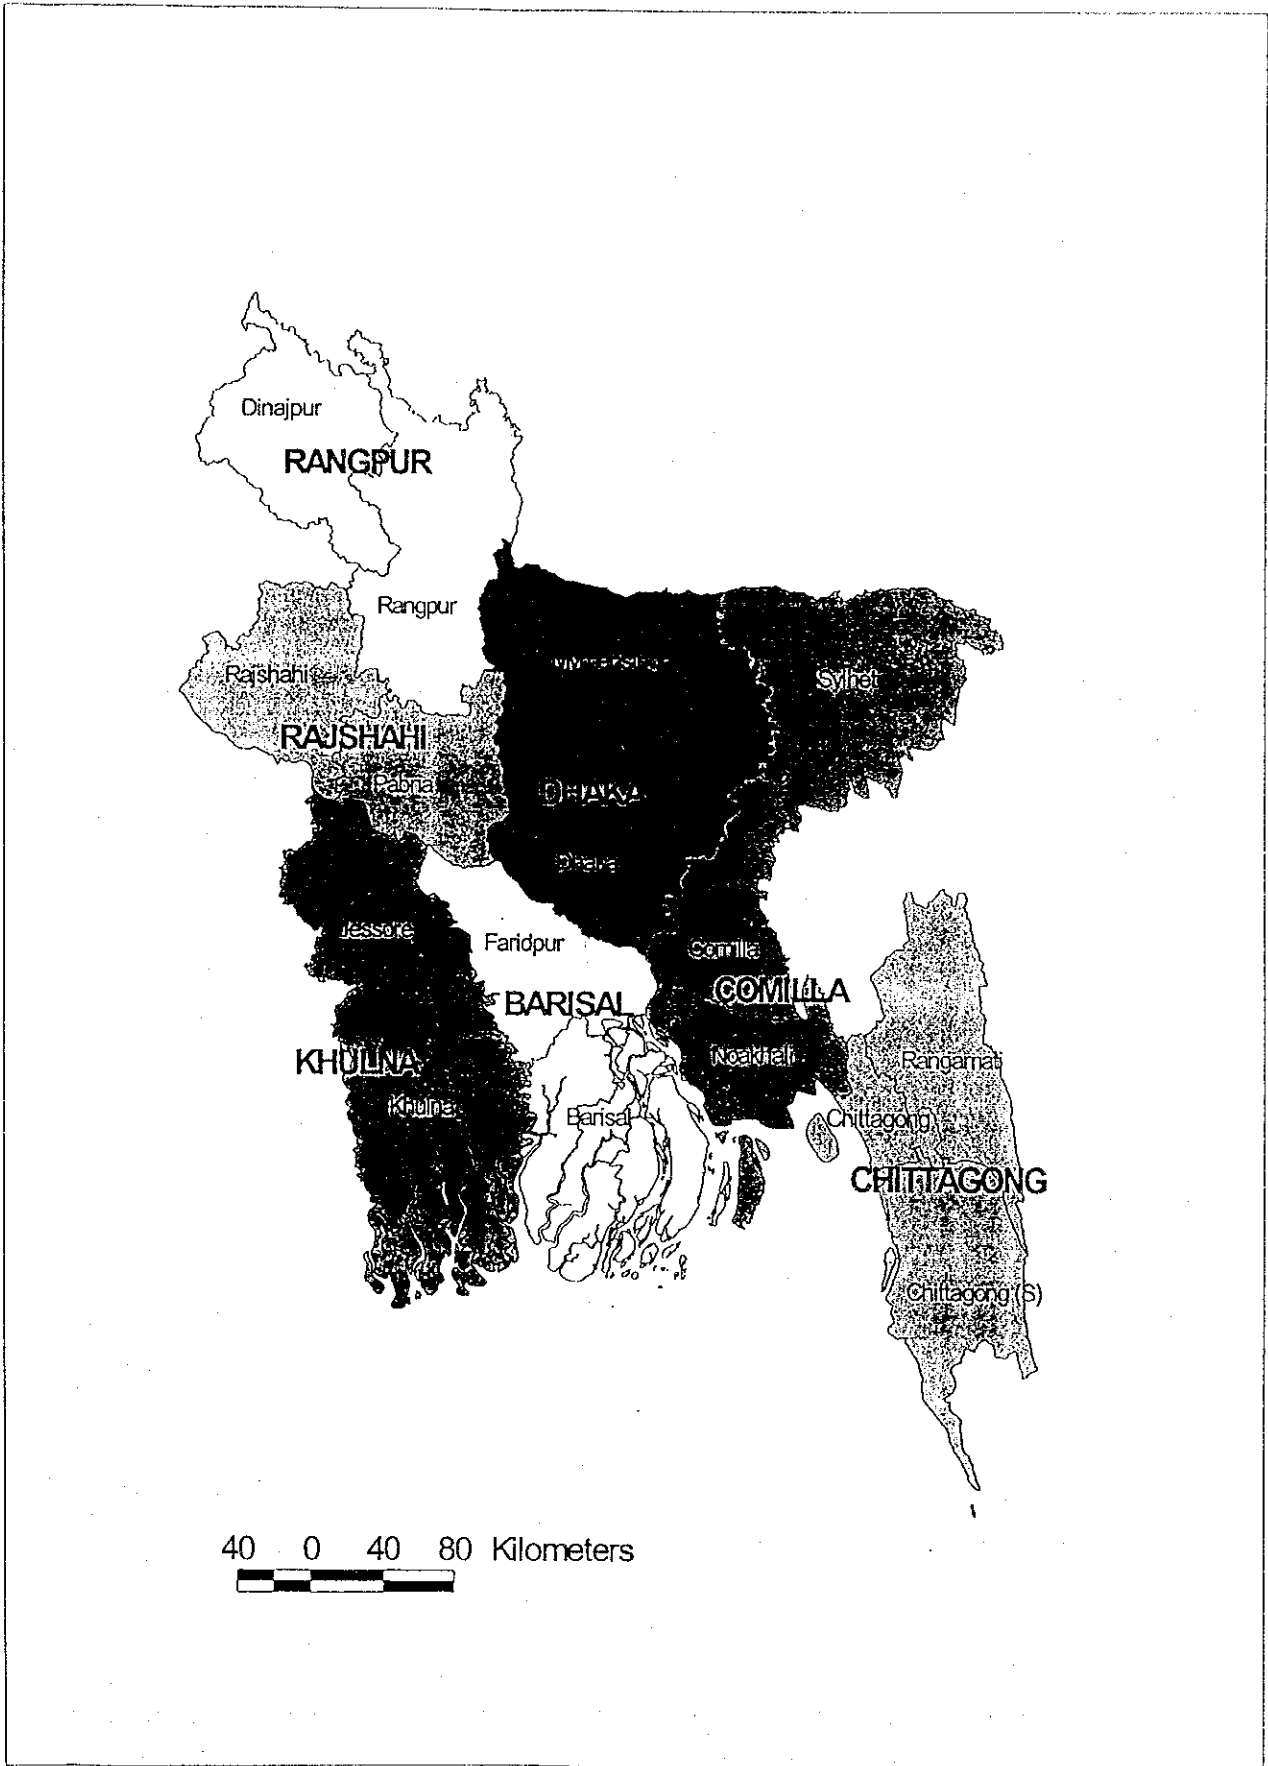 Dinajpur
RANGPUR
Rangpur
Rajshahi
Sylhet
RAJSHAHI
Pabna
DHAKA
Dhaka
Jessore
Faridpur
Comilla
COMILLA
BARISAL
KHULNA
Noakhali
Rangamati
Khulna
Barisal
Chittagong
CHITTAGONG
Chittagong (S)
40 0 40 80 Kilometers